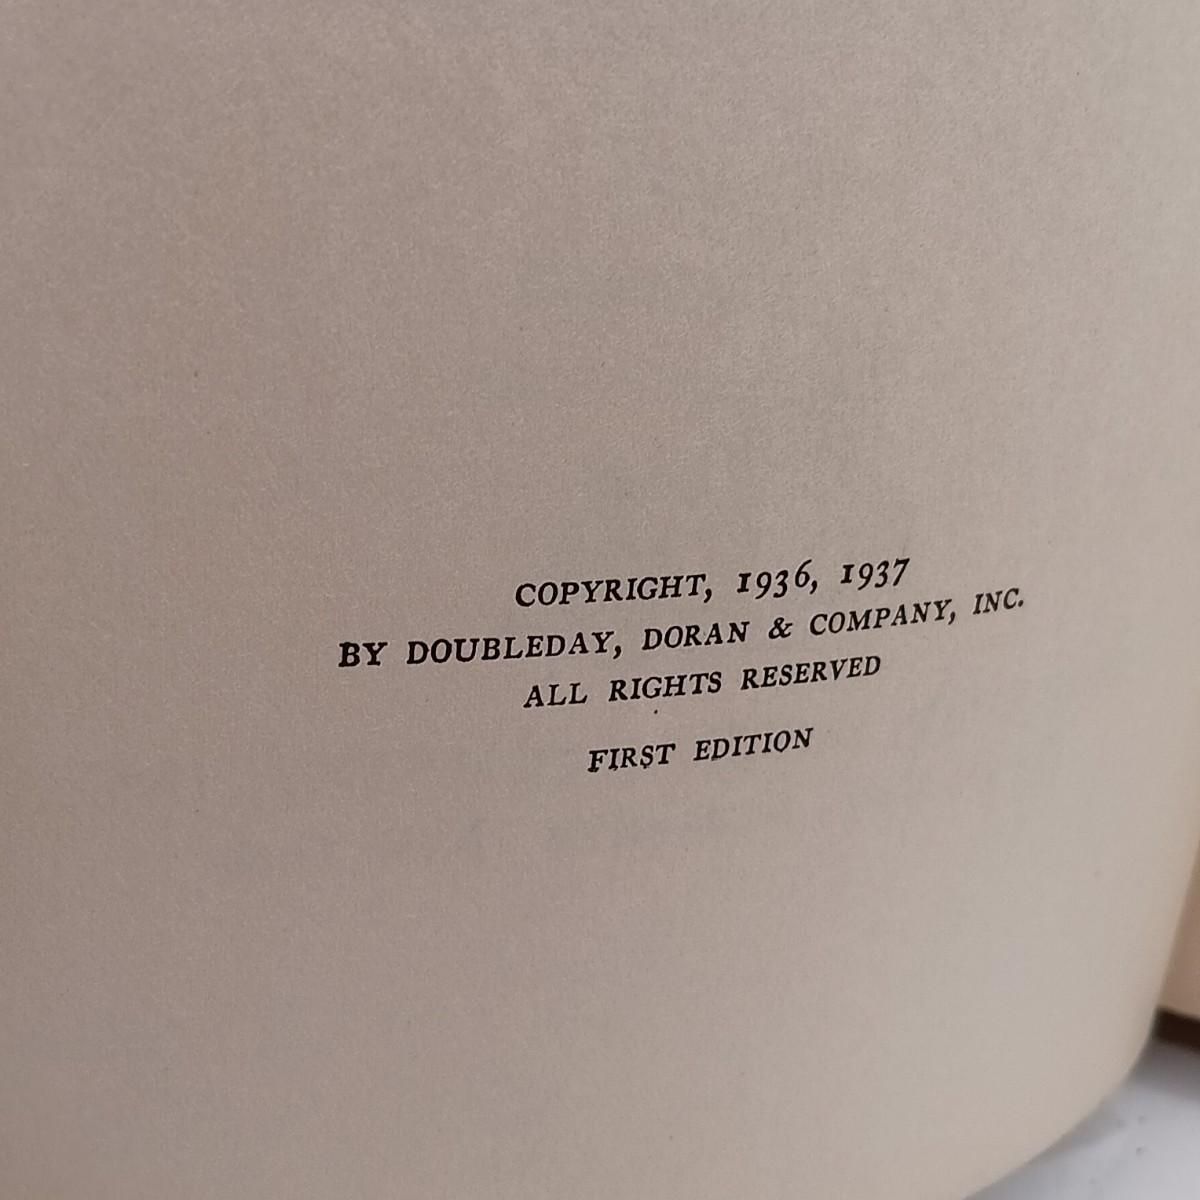 COPYRIGHT, 1936, 1937
BY DOUBLEDAY, DORAN & COMPANY, INC.
ALL RIGHTS RESERVED
FIRST EDITION